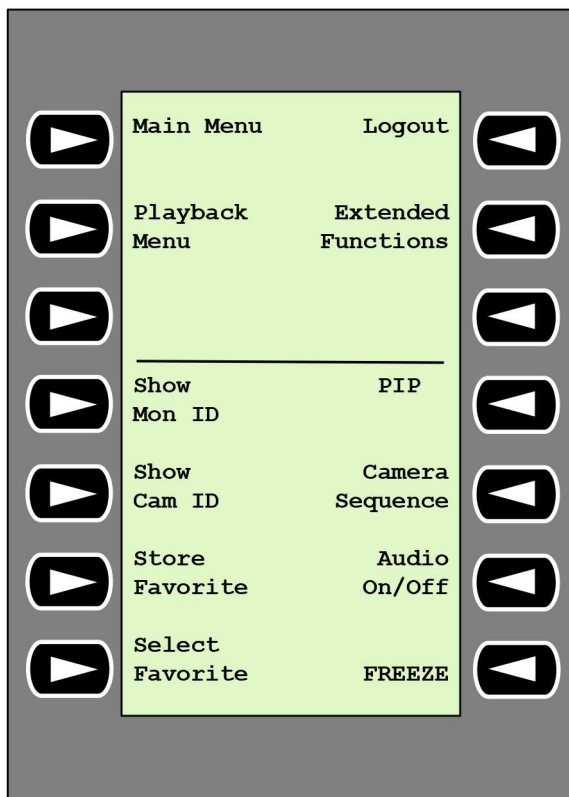 Main Menu Logout
Playback Extended
Menu Functions
Show PIP
Mon ID
Show Camera
Cam ID Sequence
Store Audio
Favorite On/Off
Select
Favorite FREEZE